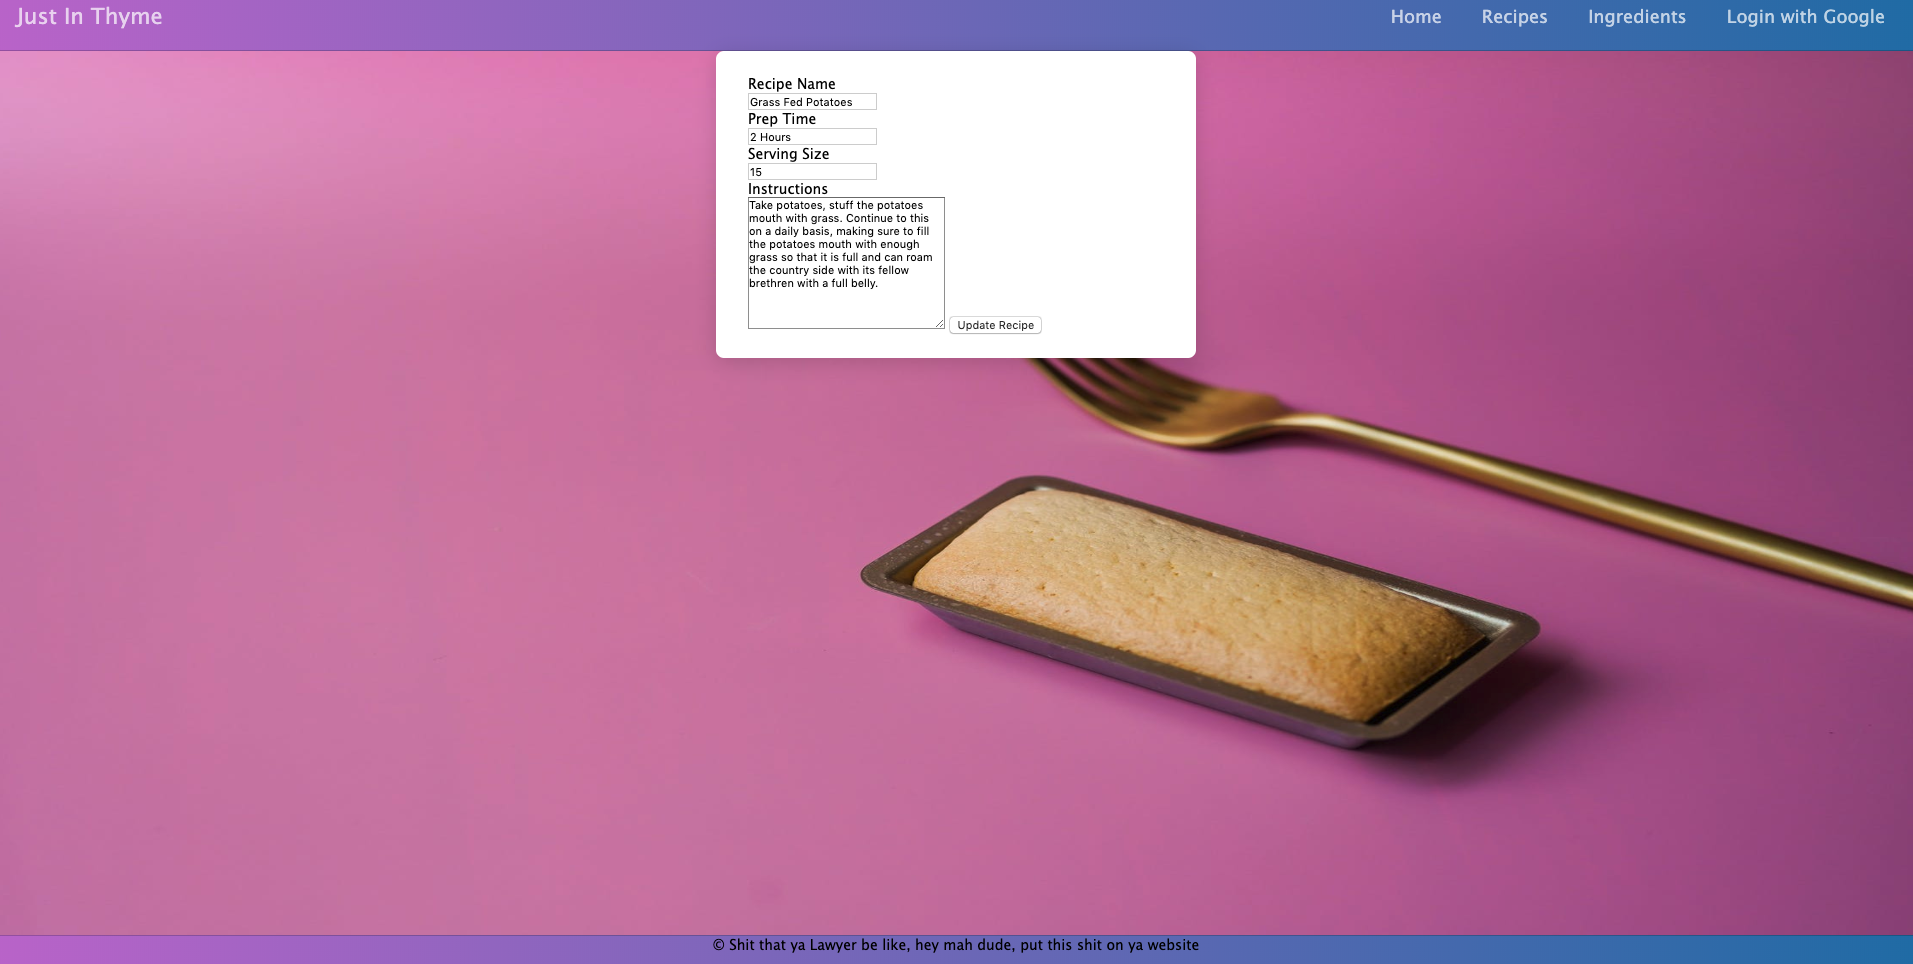 Just In Thyme
Home
Recipes
Ingredients
Login with Google
Recipe Name
Grass Fed Potatoes
Prep Time
2 Hours
Serving Size
15
Instructions
Take potatoes, stuff the potatoes
mouth with grass. Continue to this
on a daily basis, making sure to fill
the potatoes mouth with enough
grass so that it is full and can roam
the country side with its fellow
brethren with a full belly.
Update Recipe
© Shit that ya Lawyer be like, hey mah dude, put this shit on ya website